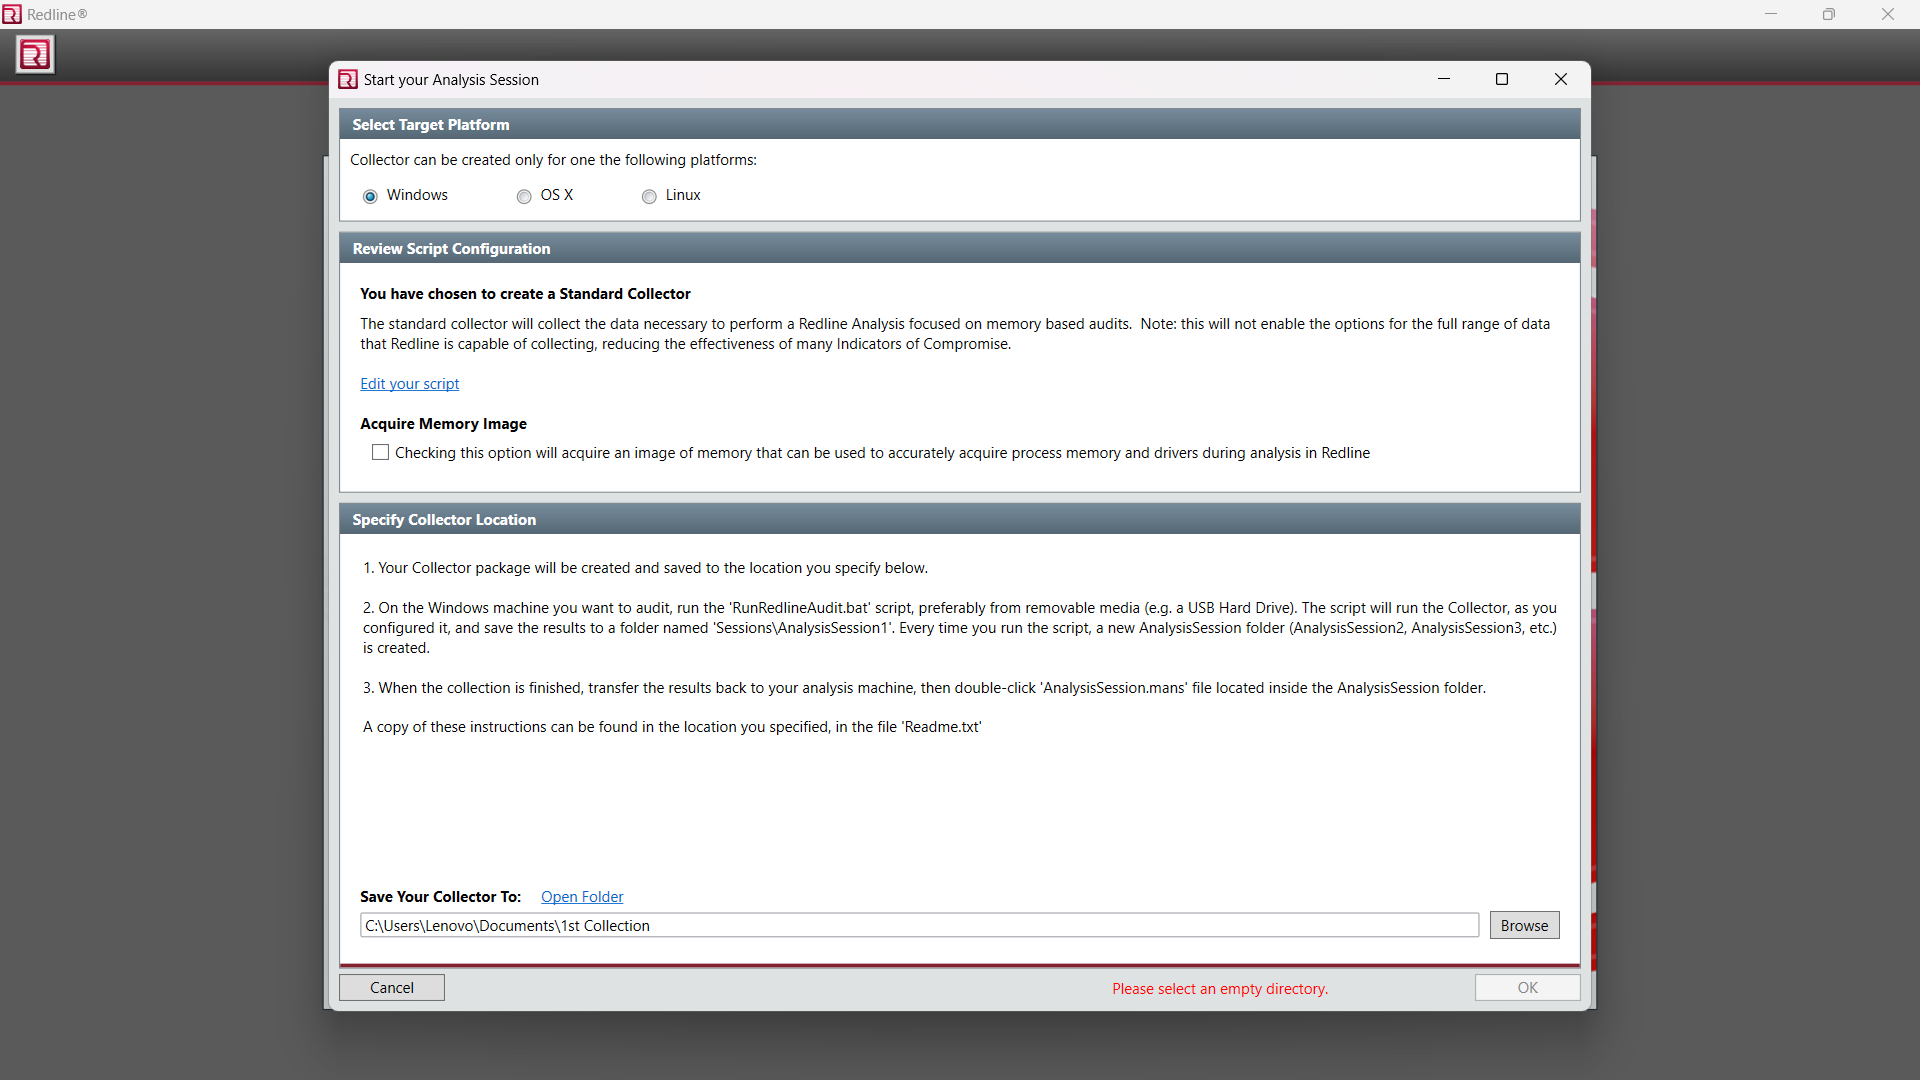 Redline®
Start your Analysis Session
Select Target Platform
Collector can be created only for one the following platforms:
Windows
OS X
Linux
Review Script Configuration
You have chosen to create a Standard Collector
The standard collector will collect the data necessary to perform a Redline Analysis focused on memory based audits.  Note: this will not enable the options for the full range of data
that Redline is capable of collecting, reducing the effectiveness of many Indicators of Compromise.
Edit your script
Acquire Memory Image
Checking this option will acquire an image of memory that can be used to accurately acquire process memory and drivers during analysis in Redline
Specify Collector Location
1. Your Collector package will be created and saved to the location you specify below.
2. On the Windows machine you want to audit, run the 'RunRedlineAudit.bat' script, preferably from removable media (e.g. a USB Hard Drive). The script will run the Collector, as you
configured it, and save the results to a folder named 'Sessions\AnalysisSession1'. Every time you run the script, a new AnalysisSession folder (AnalysisSession2, AnalysisSession3, etc.)
is created.
3. When the collection is finished, transfer the results back to your analysis machine, then double-click 'AnalysisSession.mans' file located inside the AnalysisSession folder.
A copy of these instructions can be found in the location you specified, in the file 'Readme.txt'
Save Your Collector To: Open Folder
C:\Users\Lenovo\Documents\1st Collection
Browse
Cancel
Please select an empty directory.
OK